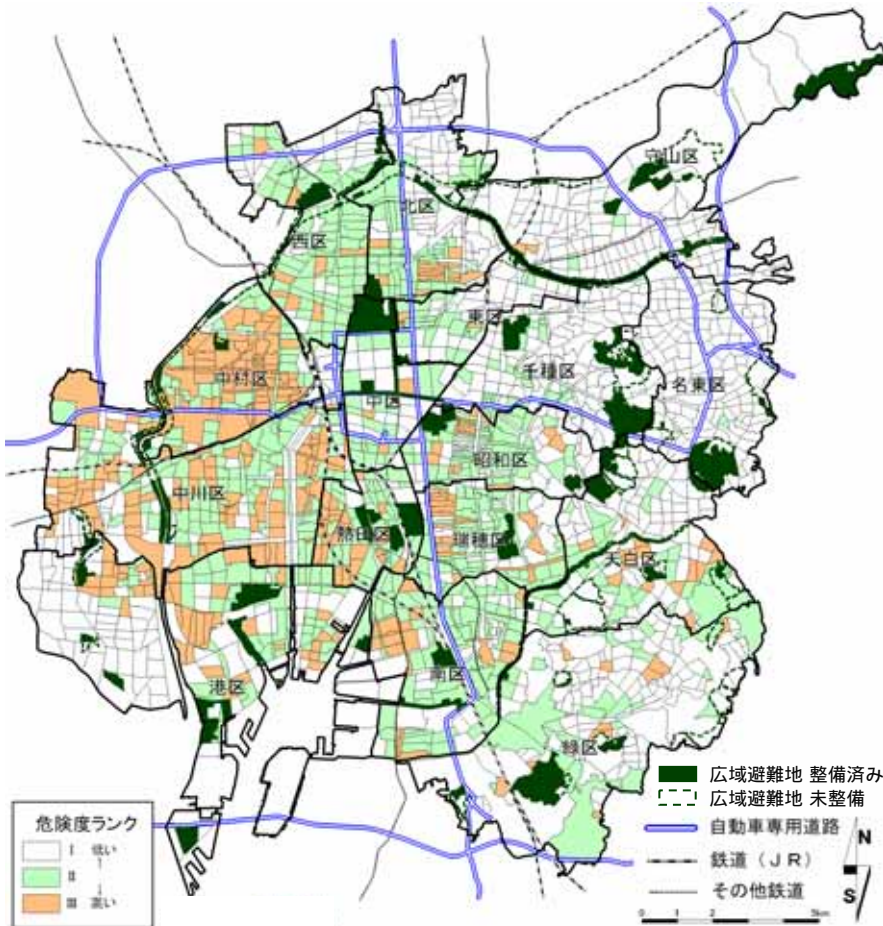 守山区
北区
西区
東区
中村区
千種区
名東区
中区
昭和区
中川区
熱田区
瑞穂区
天白区
港区
南区
緑区
広域避難地 整備済み
広域避難地 未整備
自動車専用道路
鉄道(JR)
その他鉄道
N
S
0 1 2 3km
危険度ランク
I 低い
↑
II
↓
III 高い